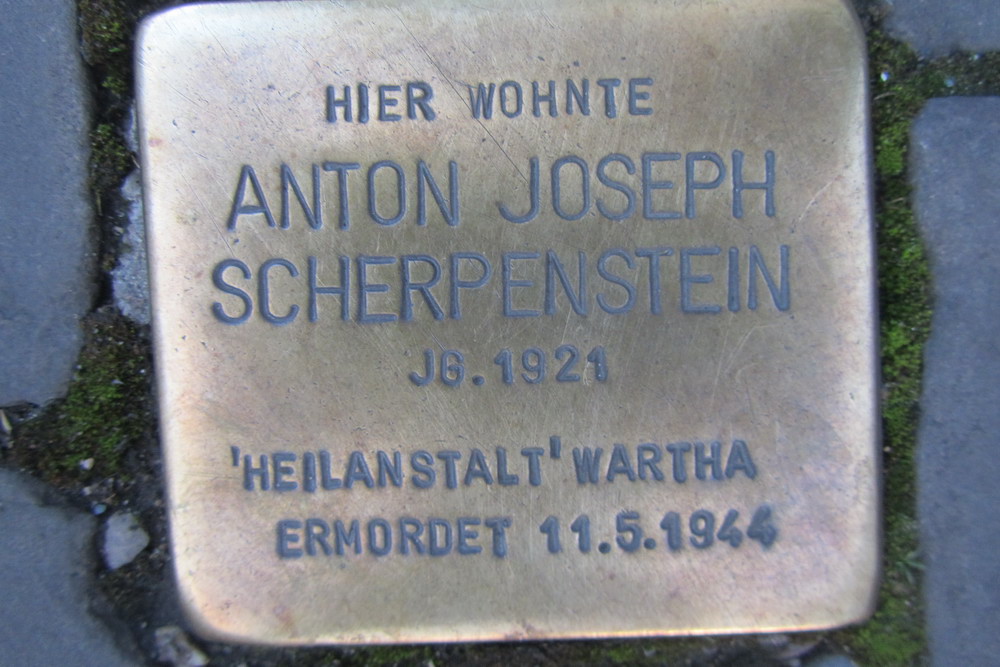 HIER WOHNTE
ANTON JOSEPH
SCHERPENSTEIN
JG. 1921
'HEILANSTALT' WARTHA
ERMORDET 11.5.1944